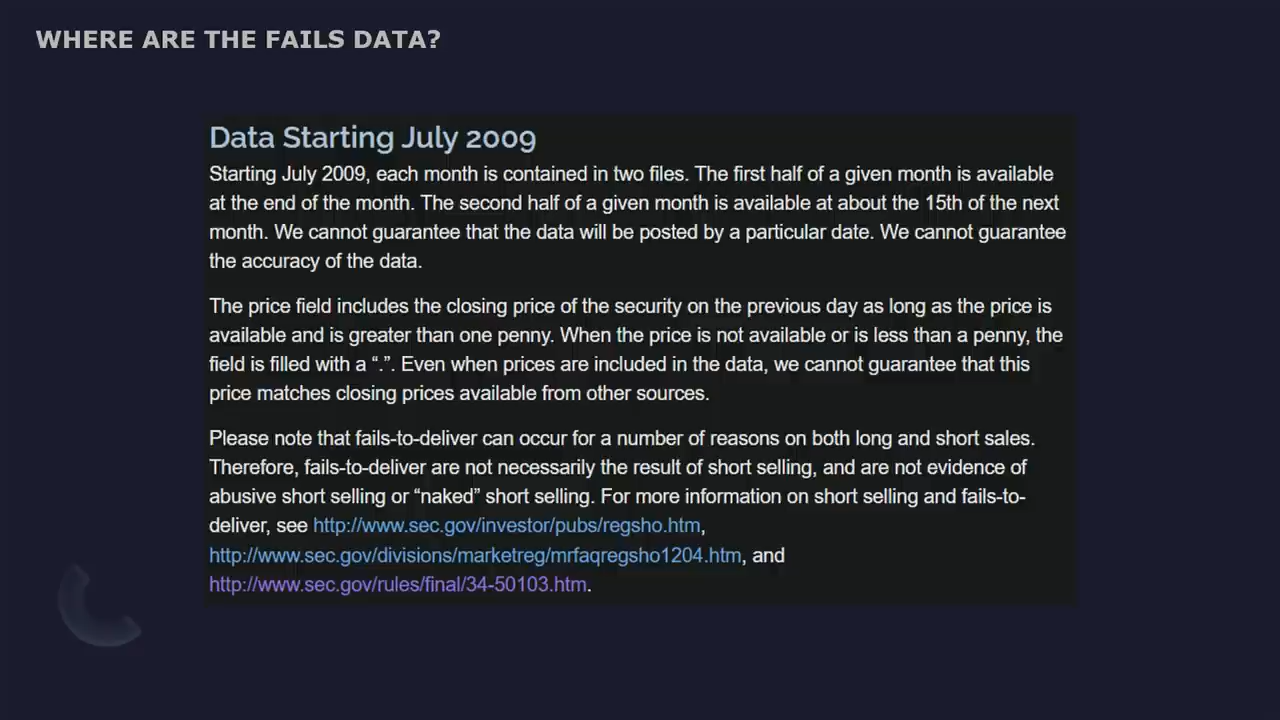 WHERE ARE THE FAILS DATA?
Data Starting July 2009
Starting July 2009, each month is contained in two files. The first half of a given month is available
at the end of the month. The second half of a given month is available at about the 15th of the next
month. We cannot guarantee that the data will be posted by a particular date. We cannot guarantee
the accuracy of the data.
The price field includes the closing price of the security on the previous day as long as the price is
available and is greater than one penny. When the price is not available or is less than a penny, the
field is filled with a “.”. Even when prices are included in the data, we cannot guarantee that this
price matches closing prices available from other sources.
Please note that fails-to-deliver can occur for a number of reasons on both long and short sales.
Therefore, fails-to-deliver are not necessarily the result of short selling, and are not evidence of
abusive short selling or “naked” short selling. For more information on short selling and fails-to-
deliver, see http://www.sec.gov/investor/pubs/regsho.htm,
http://www.sec.gov/divisions/marketreg/mrfaqregsho1204.htm, and
http://www.sec.gov/rules/final/34-50103.htm.